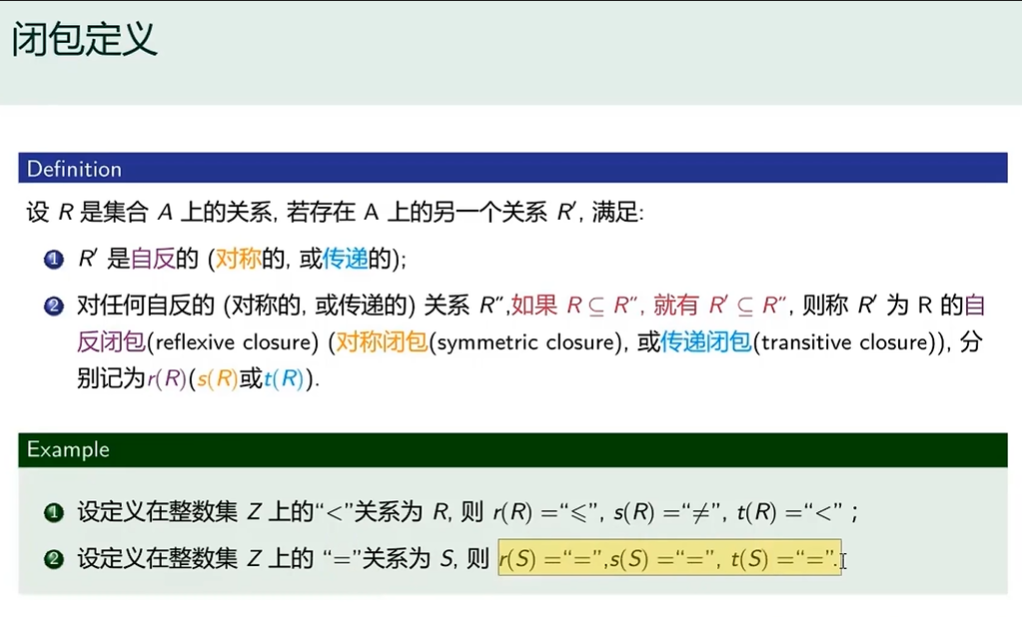 闭包定义
Definition
设 R 是集合 A 上的关系, 若存在 A 上的另一个关系 R′, 满足:
1 R′ 是自反的 (对称的, 或传递的);
2 对任何自反的 (对称的, 或传递的) 关系 R″,如果 R ⊆ R″, 就有 R′ ⊆ R″, 则称 R′ 为 R 的自
反闭包(reflexive closure) (对称闭包(symmetric closure), 或传递闭包(transitive closure)), 分
别记为r(R)(s(R)或t(R)).
Example
1 设定义在整数集 Z 上的“<”关系为 R, 则 r(R) =“⩽”, s(R) =“≠”, t(R) =“<” ;
2 设定义在整数集 Z 上的 “=”关系为 S, 则 r(S) =“=”,s(S) =“=”, t(S) =“=”.